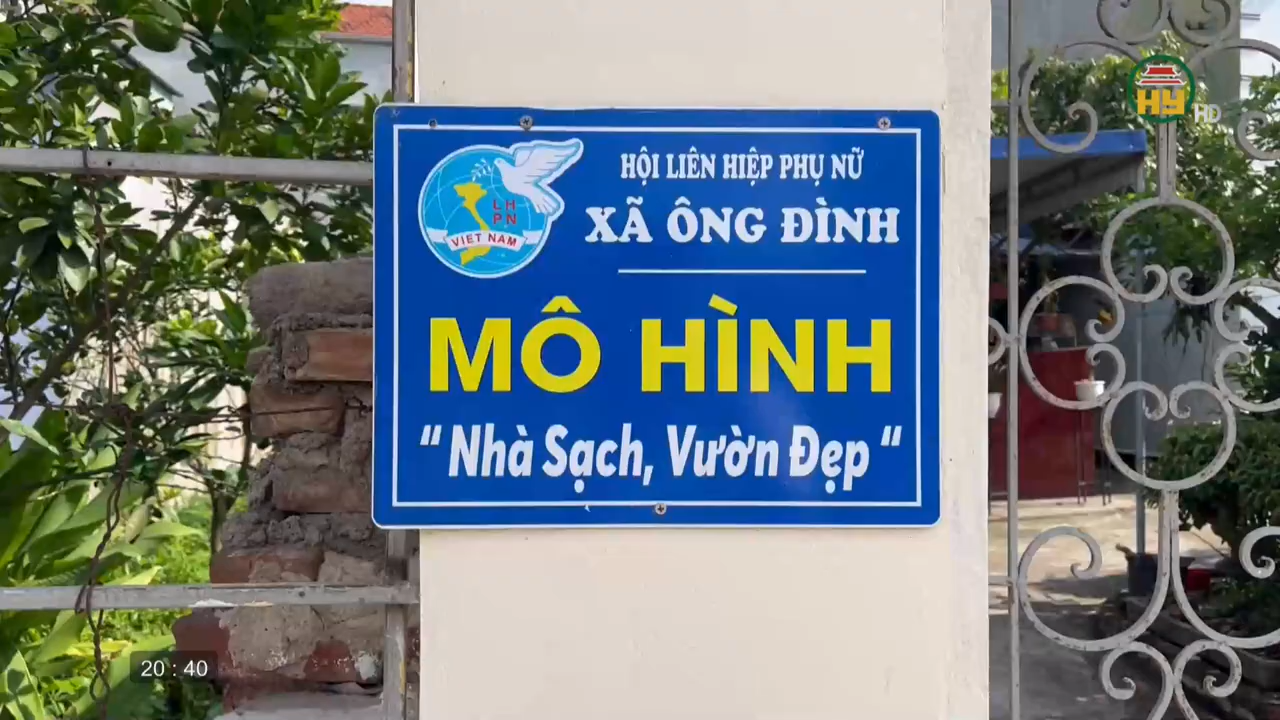 HY HD
LH
PN
VIET NAM
HỘI LIÊN HIỆP PHỤ NỮ
XÃ ÔNG ĐÌNH
MÔ HÌNH
“ Nhà Sạch, Vườn Đẹp “
20 : 40